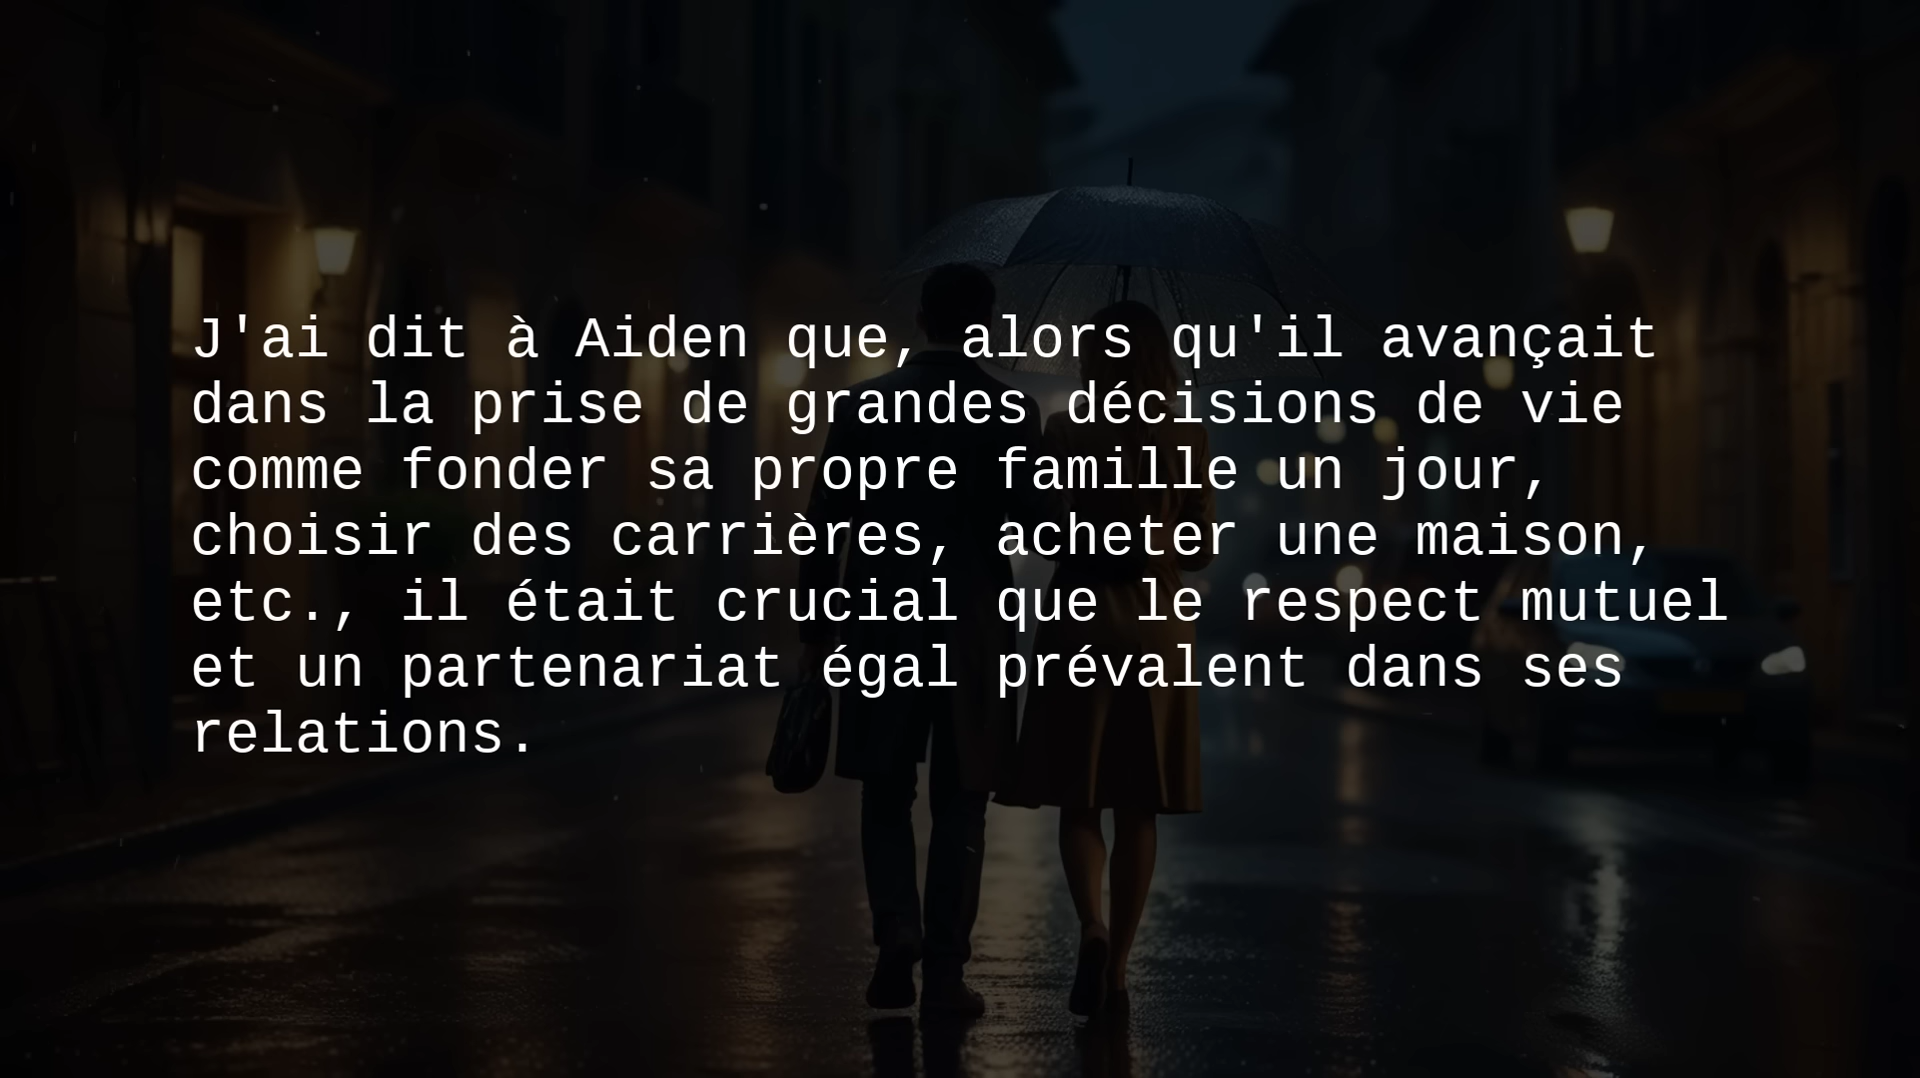 J'ai dit à Aiden que, alors qu'il avançait
dans la prise de grandes décisions de vie
comme fonder sa propre famille un jour,
choisir des carrières, acheter une maison,
etc., il était crucial que le respect mutuel
et un partenariat égal prévalent dans ses
relations.